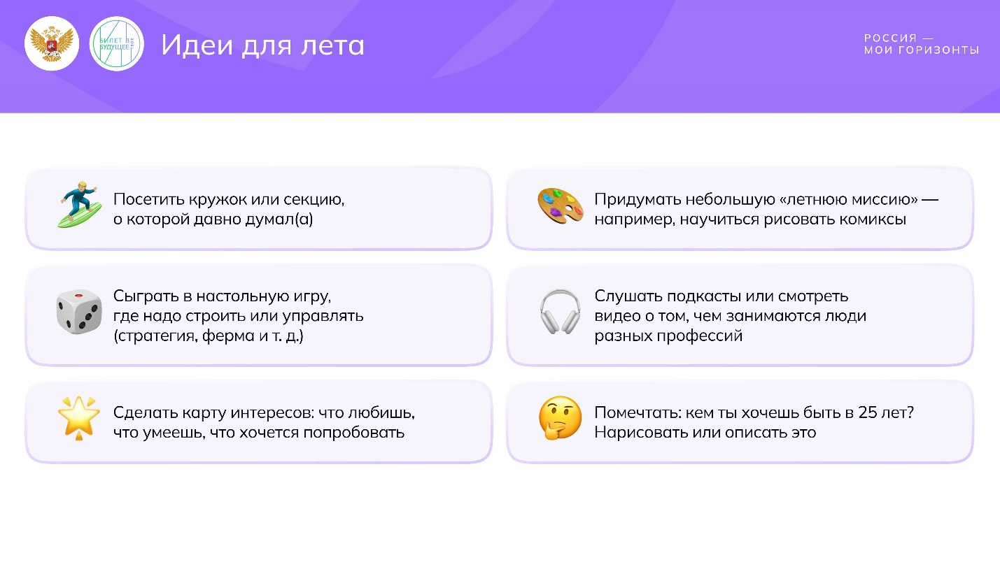 БИЛЕТ В
БУДУЩЕЕ
ТВОЁ
Идеи для лета
РОССИЯ —
МОИ ГОРИЗОНТЫ
Посетить кружок или секцию,
о которой давно думал(а)
Придумать небольшую «летнюю миссию» —
например, научиться рисовать комиксы
Сыграть в настольную игру,
где надо строить или управлять
(стратегия, ферма и т. д.)
Слушать подкасты или смотреть
видео о том, чем занимаются люди
разных профессий
Сделать карту интересов: что любишь,
что умеешь, что хочется попробовать
Помечтать: кем ты хочешь быть в 25 лет?
Нарисовать или описать это